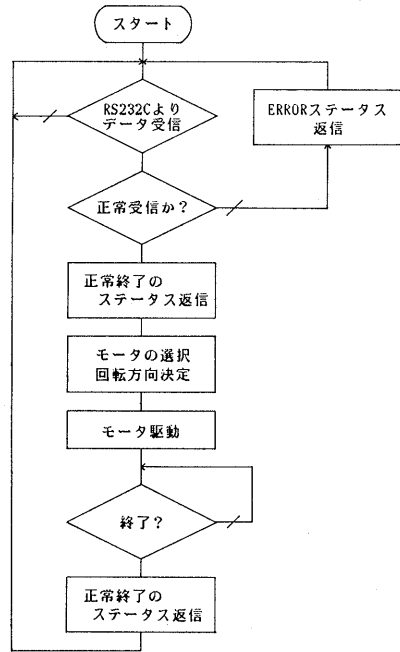 スタート
RS232Cより
データ受信
ERRORステータス
返信
正常受信か?
正常終了の
ステータス返信
モータの選択
回転方向決定
モータ駆動
終了?
正常終了の
ステータス返信